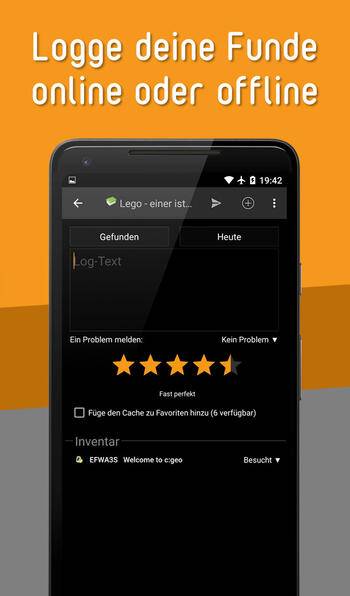 Logge deine Funde
online oder offline
19:42
Lego - einer ist...
Gefunden
Heute
Log-Text
Ein Problem melden:
Kein Problem
Fast perfekt
Füge den Cache zu Favoriten hinzu (6 verfügbar)
Inventar
EFWA3S Welcome to c:geo
Besucht